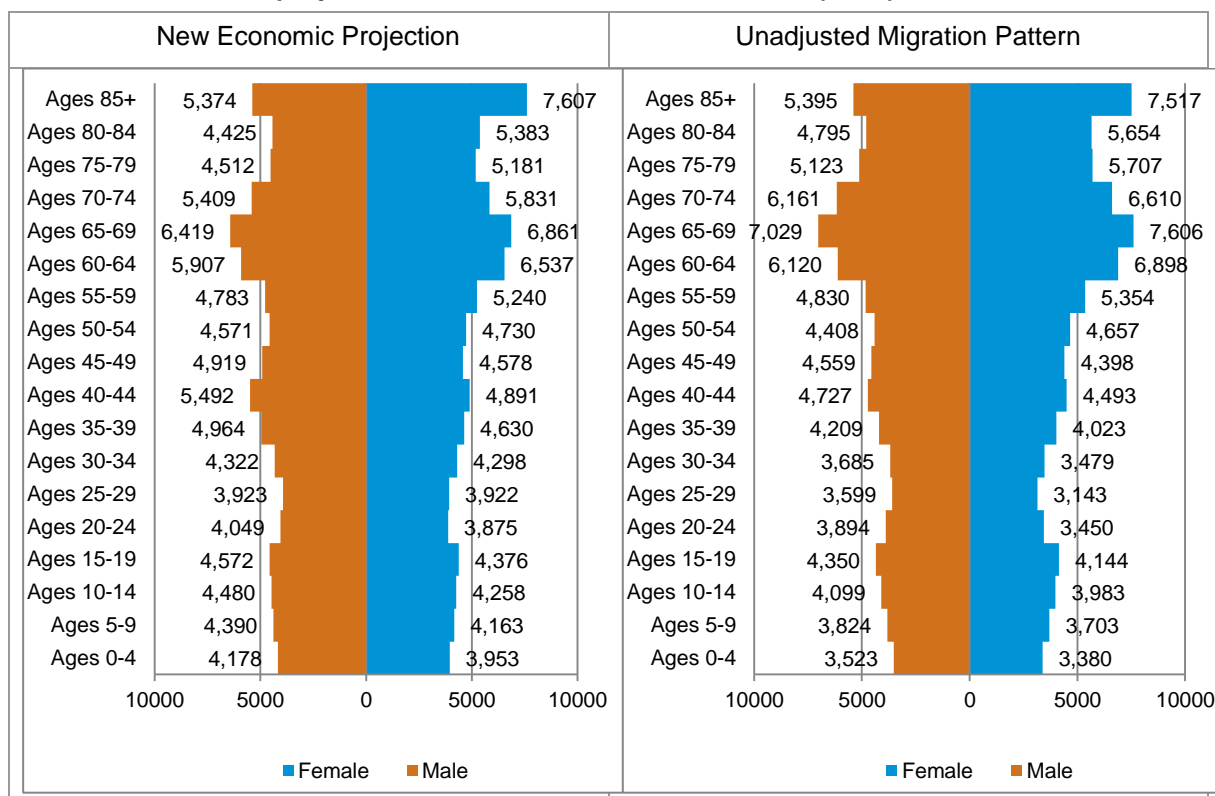 New Economic Projection
Unadjusted Migration Pattern
Ages 85+ 5,374 7,607
Ages 80-84 4,425 5,383
Ages 75-79 4,512 5,181
Ages 70-74 5,409 5,831
Ages 65-69 6,419 6,861
Ages 60-64 5,907 6,537
Ages 55-59 4,783 5,240
Ages 50-54 4,571 4,730
Ages 45-49 4,919 4,578
Ages 40-44 5,492 4,891
Ages 35-39 4,964 4,630
Ages 30-34 4,322 4,298
Ages 25-29 3,923 3,922
Ages 20-24 4,049 3,875
Ages 15-19 4,572 4,376
Ages 10-14 4,480 4,258
Ages 5-9 4,390 4,163
Ages 0-4 4,178 3,953
10000 5000 0 5000 10000
Female Male
Ages 85+ 5,395 7,517
Ages 80-84 4,795 5,654
Ages 75-79 5,123 5,707
Ages 70-74 6,161 6,610
Ages 65-69 7,029 7,606
Ages 60-64 6,120 6,898
Ages 55-59 4,830 5,354
Ages 50-54 4,408 4,657
Ages 45-49 4,559 4,398
Ages 40-44 4,727 4,493
Ages 35-39 4,209 4,023
Ages 30-34 3,685 3,479
Ages 25-29 3,599 3,143
Ages 20-24 3,894 3,450
Ages 15-19 4,350 4,144
Ages 10-14 4,099 3,983
Ages 5-9 3,824 3,703
Ages 0-4 3,523 3,380
10000 5000 0 5000 10000
Female Male